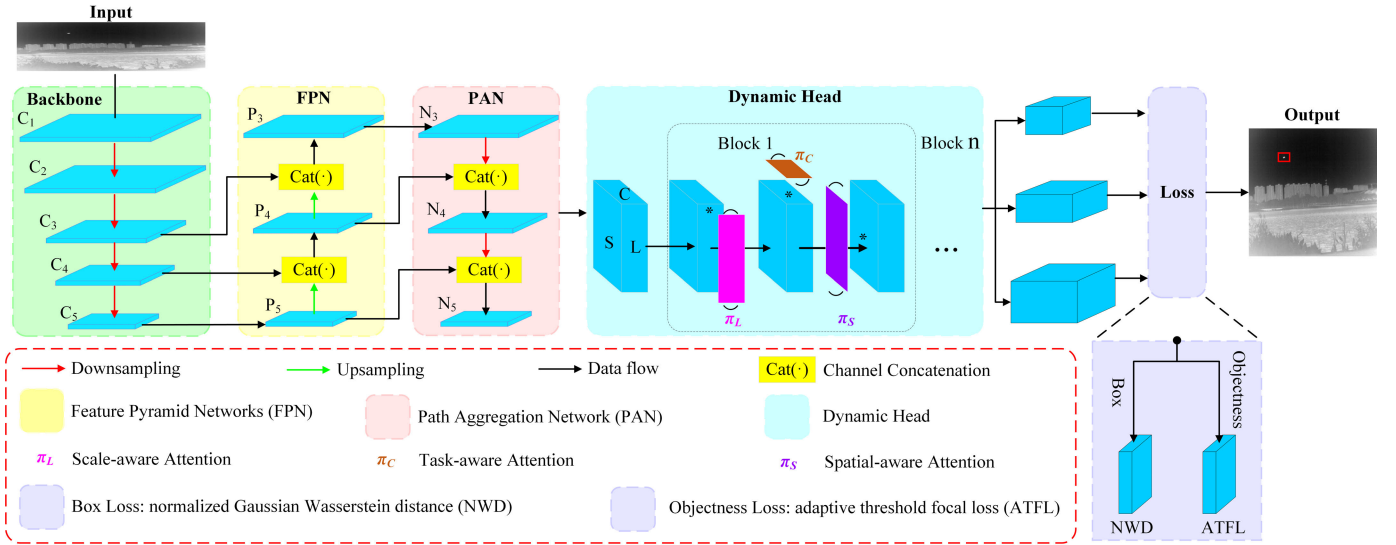 Input
Backbone
C1
C2
C3
C4
C5
FPN
P3
Cat(·)
P4
Cat(·)
P5
PAN
N3
Cat(·)
N4
Cat(·)
N5
Dynamic Head
Block 1
Block n
C
S
L
*
πL
πC
*
πS
*
...
Loss
Output
Box
Objectness
NWD
ATFL
Downsampling
Upsampling
Data flow
Cat(·)
Channel Concatenation
Feature Pyramid Networks (FPN)
Path Aggregation Network (PAN)
Dynamic Head
πL Scale-aware Attention
πC Task-aware Attention
πS Spatial-aware Attention
Box Loss: normalized Gaussian Wasserstein distance (NWD)
Objectness Loss: adaptive threshold focal loss (ATFL)